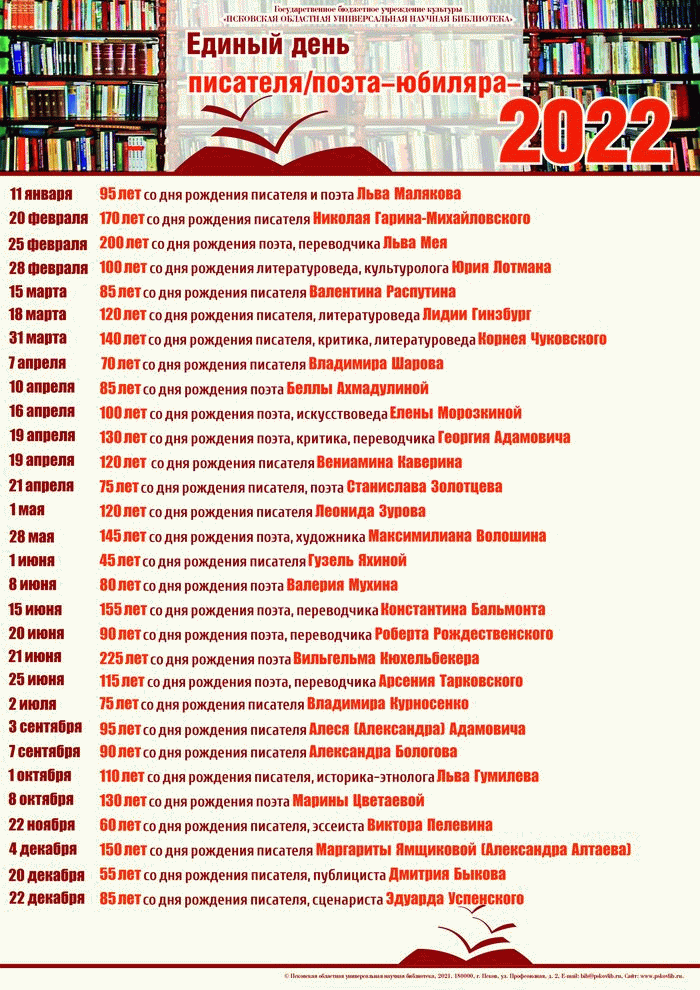 Государственное бюджетное учреждение культуры
«ПСКОВСКАЯ ОБЛАСТНАЯ УНИВЕРСАЛЬНАЯ НАУЧНАЯ БИБЛИОТЕКА»
Единый день
писателя/поэта-юбиляра-
2022
11 января 95 лет со дня рождения писателя и поэта Льва Малякова
20 февраля 170 лет со дня рождения писателя Николая Гарина-Михайловского
25 февраля 200 лет со дня рождения поэта, переводчика Льва Мея
28 февраля 100 лет со дня рождения литературоведа, культуролога Юрия Лотмана
15 марта 85 лет со дня рождения писателя Валентина Распутина
18 марта 120 лет со дня рождения писателя, литературоведа Лидии Гинзбург
31 марта 140 лет со дня рождения писателя, критика, литературоведа Корнея Чуковского
7 апреля 70 лет со дня рождения писателя Владимира Шарова
10 апреля 85 лет со дня рождения поэта Беллы Ахмадулиной
16 апреля 100 лет со дня рождения поэта, искусствоведа Елены Морозкиной
19 апреля 130 лет со дня рождения поэта, критика, переводчика Георгия Адамовича
19 апреля 120 лет со дня рождения писателя Вениамина Каверина
21 апреля 75 лет со дня рождения писателя, поэта Станислава Золотцева
1 мая 120 лет со дня рождения писателя Леонида Зурова
28 мая 145 лет со дня рождения поэта, художника Максимилиана Волошина
1 июня 45 лет со дня рождения писателя Гузель Яхиной
8 июня 80 лет со дня рождения поэта Валерия Мухина
15 июня 155 лет со дня рождения поэта, переводчика Константина Бальмонта
20 июня 90 лет со дня рождения поэта, переводчика Роберта Рождественского
21 июня 225 лет со дня рождения поэта Вильгельма Кюхельбекера
25 июня 115 лет со дня рождения поэта, переводчика Арсения Тарковского
2 июля 75 лет со дня рождения писателя Владимира Курносенко
3 сентября 95 лет со дня рождения писателя Алеся (Александра) Адамовича
7 сентября 90 лет со дня рождения писателя Александра Бологова
1 октября 110 лет со дня рождения писателя, историка-этнолога Льва Гумилева
8 октября 130 лет со дня рождения поэта Марины Цветаевой
22 ноября 60 лет со дня рождения писателя, эссеиста Виктора Пелевина
4 декабря 150 лет со дня рождения писателя Маргариты Ямщиковой (Александра Алтаева)
20 декабря 55 лет со дня рождения писателя, публициста Дмитрия Быкова
22 декабря 85 лет со дня рождения писателя, сценариста Эдуарда Успенского
© Псковская областная универсальная научная библиотека, 2021. 180000, г. Псков, ул. Профсоюзная, д. 2. E-mail: bib@pskovlib.ru, Сайт: www.pskovlib.ru.